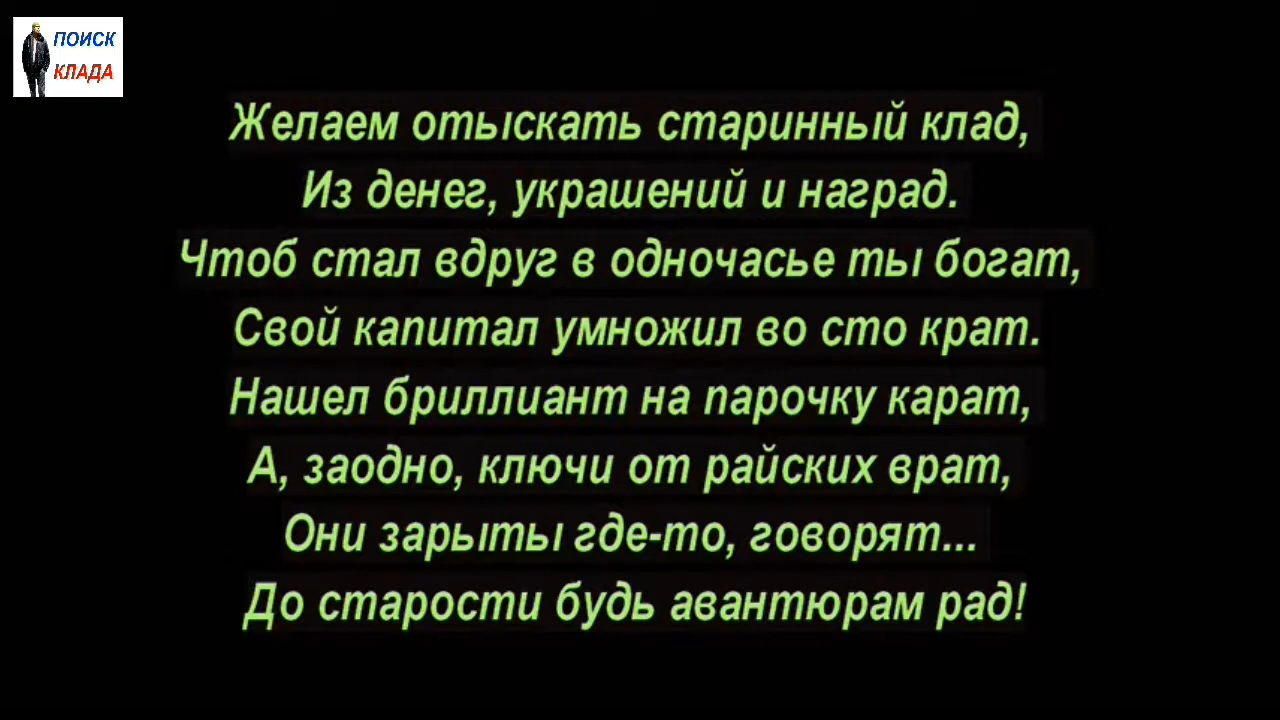 ПОИСК
КЛАДА
Желаем отыскать старинный клад,
Из денег, украшений и наград.
Чтоб стал вдруг в одночасье ты богат,
Свой капитал умножил во сто крат.
Нашел бриллиант на парочку карат,
А, заодно, ключи от райских врат,
Они зарыты где-то, говорят...
До старости будь авантюрам рад!